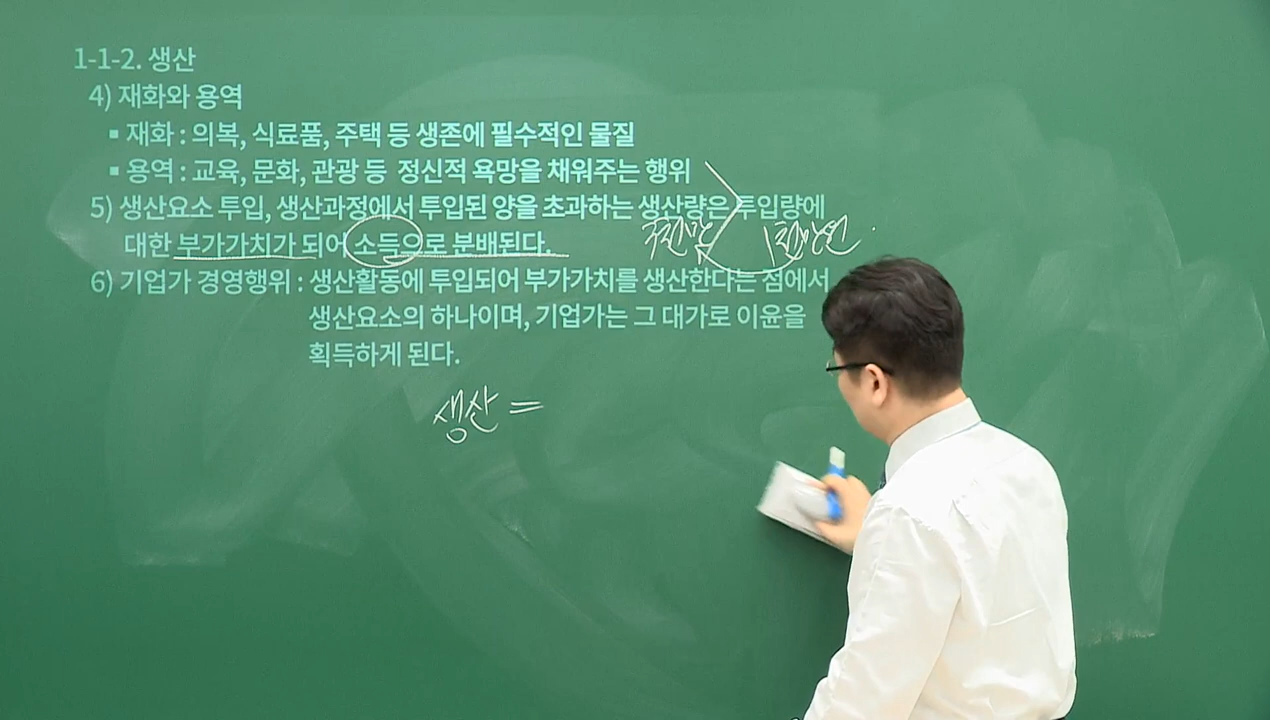 1-1-2. 생산
4) 재화와 용역
▪ 재화 : 의복, 식료품, 주택 등 생존에 필수적인 물질
▪ 용역 : 교육, 문화, 관광 등 정신적 욕망을 채워주는 행위
5) 생산요소 투입, 생산과정에서 투입된 양을 초과하는 생산량은 투입량에
대한 부가가치가 되어 소득으로 분배된다.
1천만원
6) 기업가 경영행위 : 생산활동에 투입되어 부가가치를 생산한다는 점에서
생산요소의 하나이며, 기업가는 그 대가로 이윤을
획득하게 된다.
생산 =